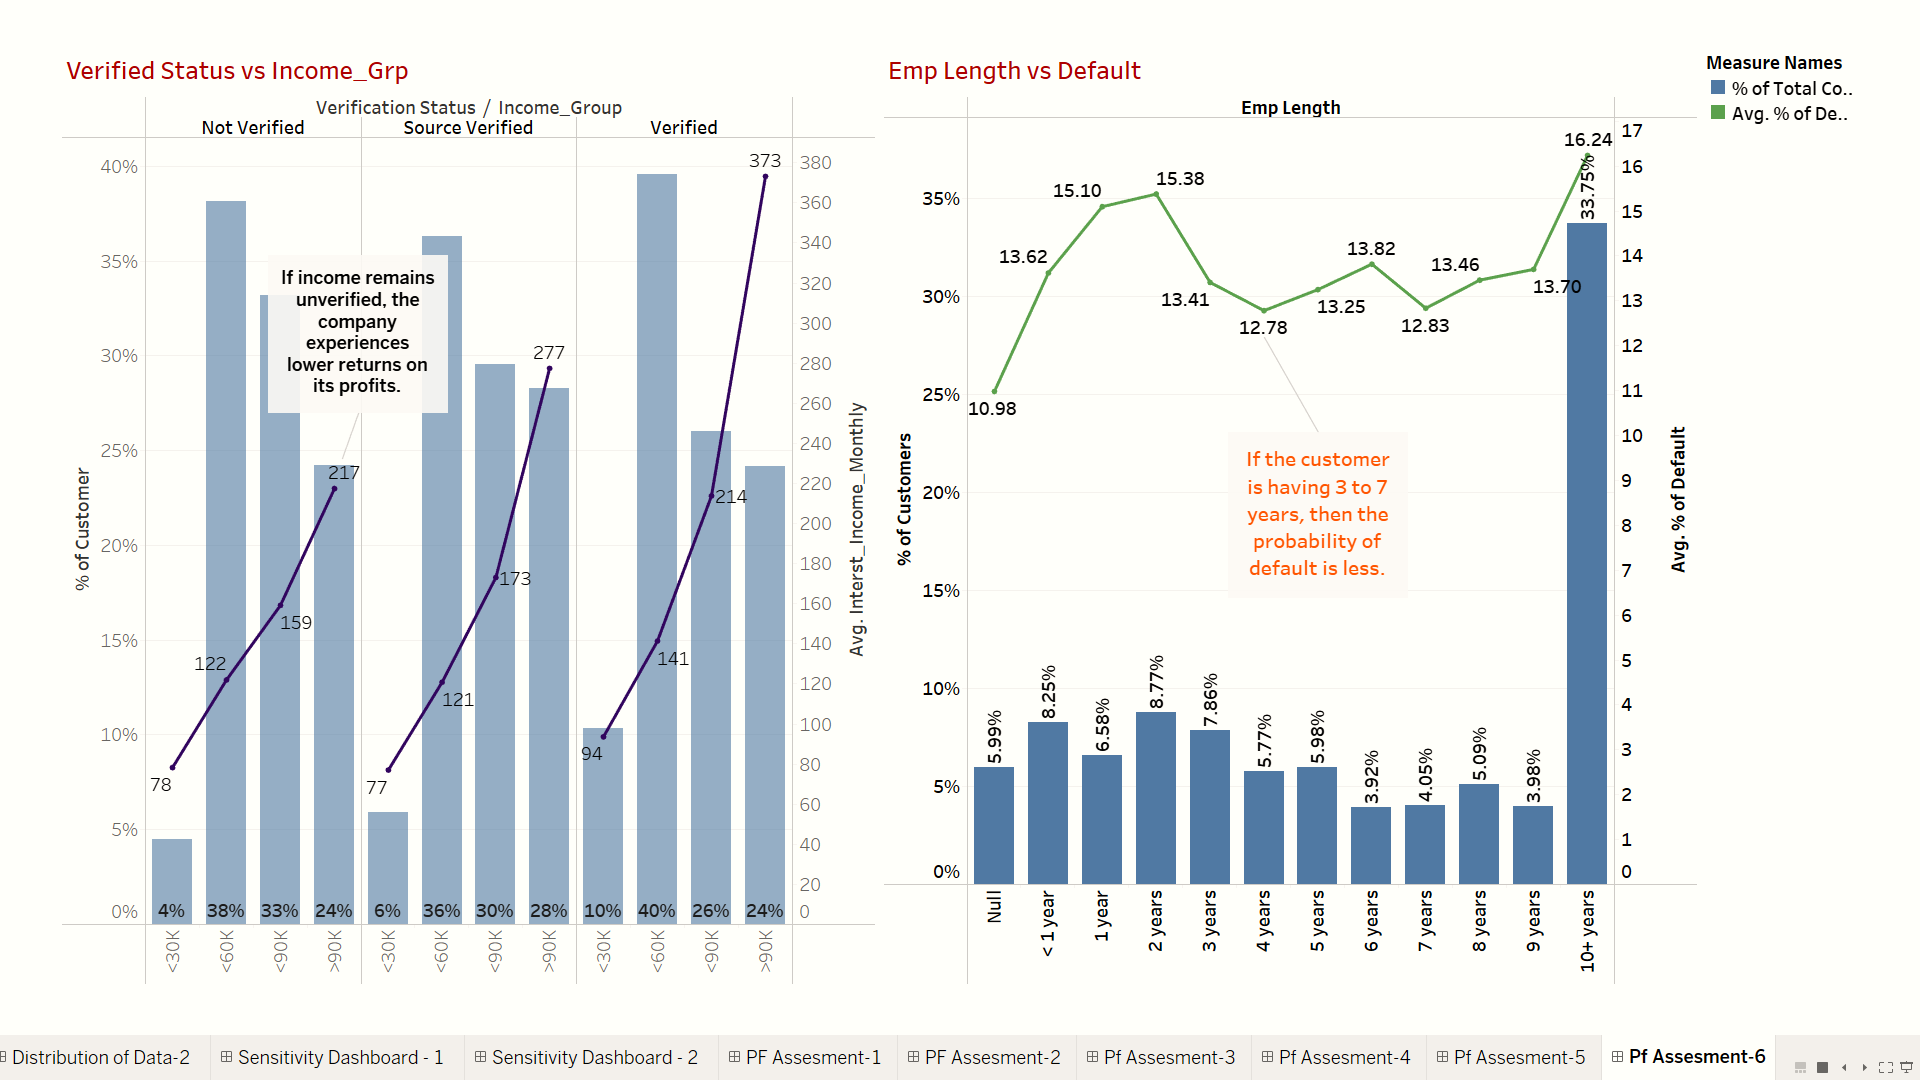 Verified Status vs Income_Grp
Verification Status / Income_Group
Not Verified
Source Verified
Verified
% of Customer
40%
35%
30%
25%
20%
15%
10%
5%
0%
If income remains
unverified, the
company
experiences
lower returns on
its profits.
78
122
159
217
77
121
173
277
94
141
214
373
4%
38%
33%
24%
6%
36%
30%
28%
10%
40%
26%
24%
<30K
<60K
<90K
>90K
<30K
<60K
<90K
>90K
<30K
<60K
<90K
>90K
380
360
340
320
300
280
260
240
220
200
180
160
140
120
100
80
60
40
20
0
Avg. Interst_Income_Monthly
Emp Length vs Default
Emp Length
% of Customers
35%
30%
25%
20%
15%
10%
5%
0%
10.98
13.62
15.10
15.38
13.41
12.78
13.25
13.82
12.83
13.46
13.70
16.24
If the customer
is having 3 to 7
years, then the
probability of
default is less.
5.99%
8.25%
6.58%
8.77%
7.86%
5.77%
5.98%
3.92%
4.05%
5.09%
3.98%
33.75%
Null
< 1 year
1 year
2 years
3 years
4 years
5 years
6 years
7 years
8 years
9 years
10+ years
17
16
15
14
13
12
11
10
9
8
7
6
5
4
3
2
1
0
Avg. % of Default
Measure Names
% of Total Co..
Avg. % of De..
Distribution of Data-2
Sensitivity Dashboard - 1
Sensitivity Dashboard - 2
PF Assesment-1
PF Assesment-2
Pf Assesment-3
Pf Assesment-4
Pf Assesment-5
Pf Assesment-6